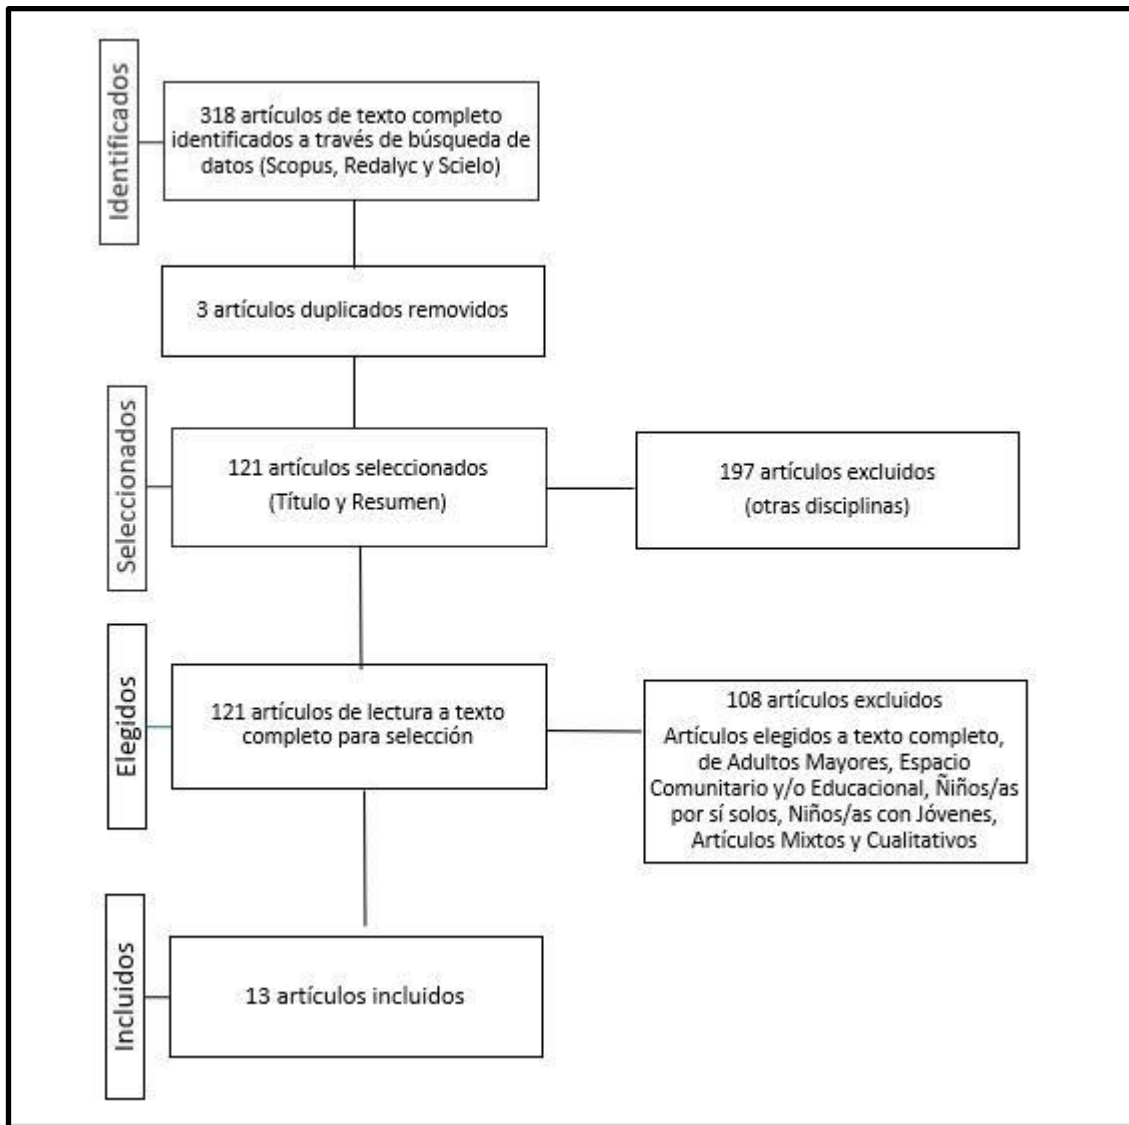 Identificados
318 artículos de texto completo
identificados a través de búsqueda de
datos (Scopus, Redalyc y Scielo)
3 artículos duplicados removidos
Seleccionados
121 artículos seleccionados
(Título y Resumen)
197 artículos excluidos
(otras disciplinas)
Elegidos
121 artículos de lectura a texto
completo para selección
108 artículos excluidos
Artículos elegidos a texto completo,
de Adultos Mayores, Espacio
Comunitario y/o Educacional, Ñiños/as
por sí solos, Niños/as con Jóvenes,
Artículos Mixtos y Cualitativos
Incluidos
13 artículos incluidos